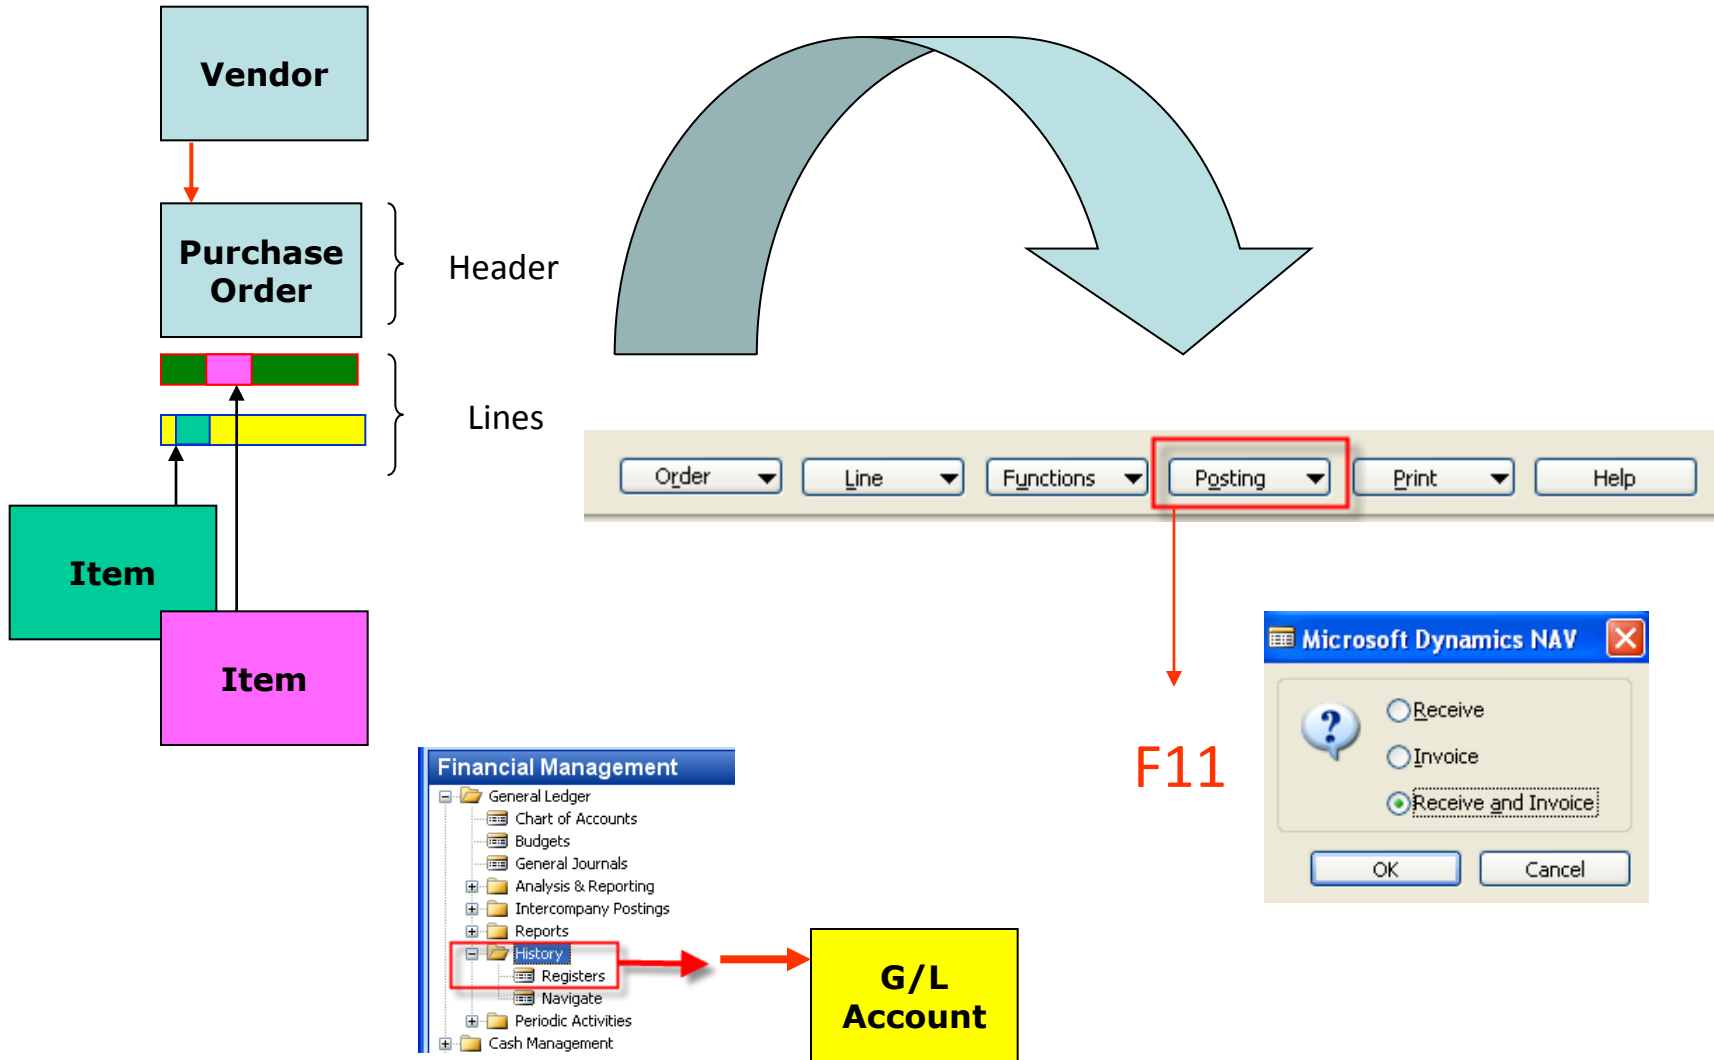 Vendor
Purchase
Order
Header
Lines
Item
Item
Order
Line
Functions
Posting
Print
Help
F11
Microsoft Dynamics NAV
?
Receive
Invoice
Receive and Invoice
OK
Cancel
Financial Management
General Ledger
Chart of Accounts
Budgets
General Journals
Analysis & Reporting
Intercompany Postings
Reports
History
Registers
Navigate
Periodic Activities
Cash Management
G/L
Account